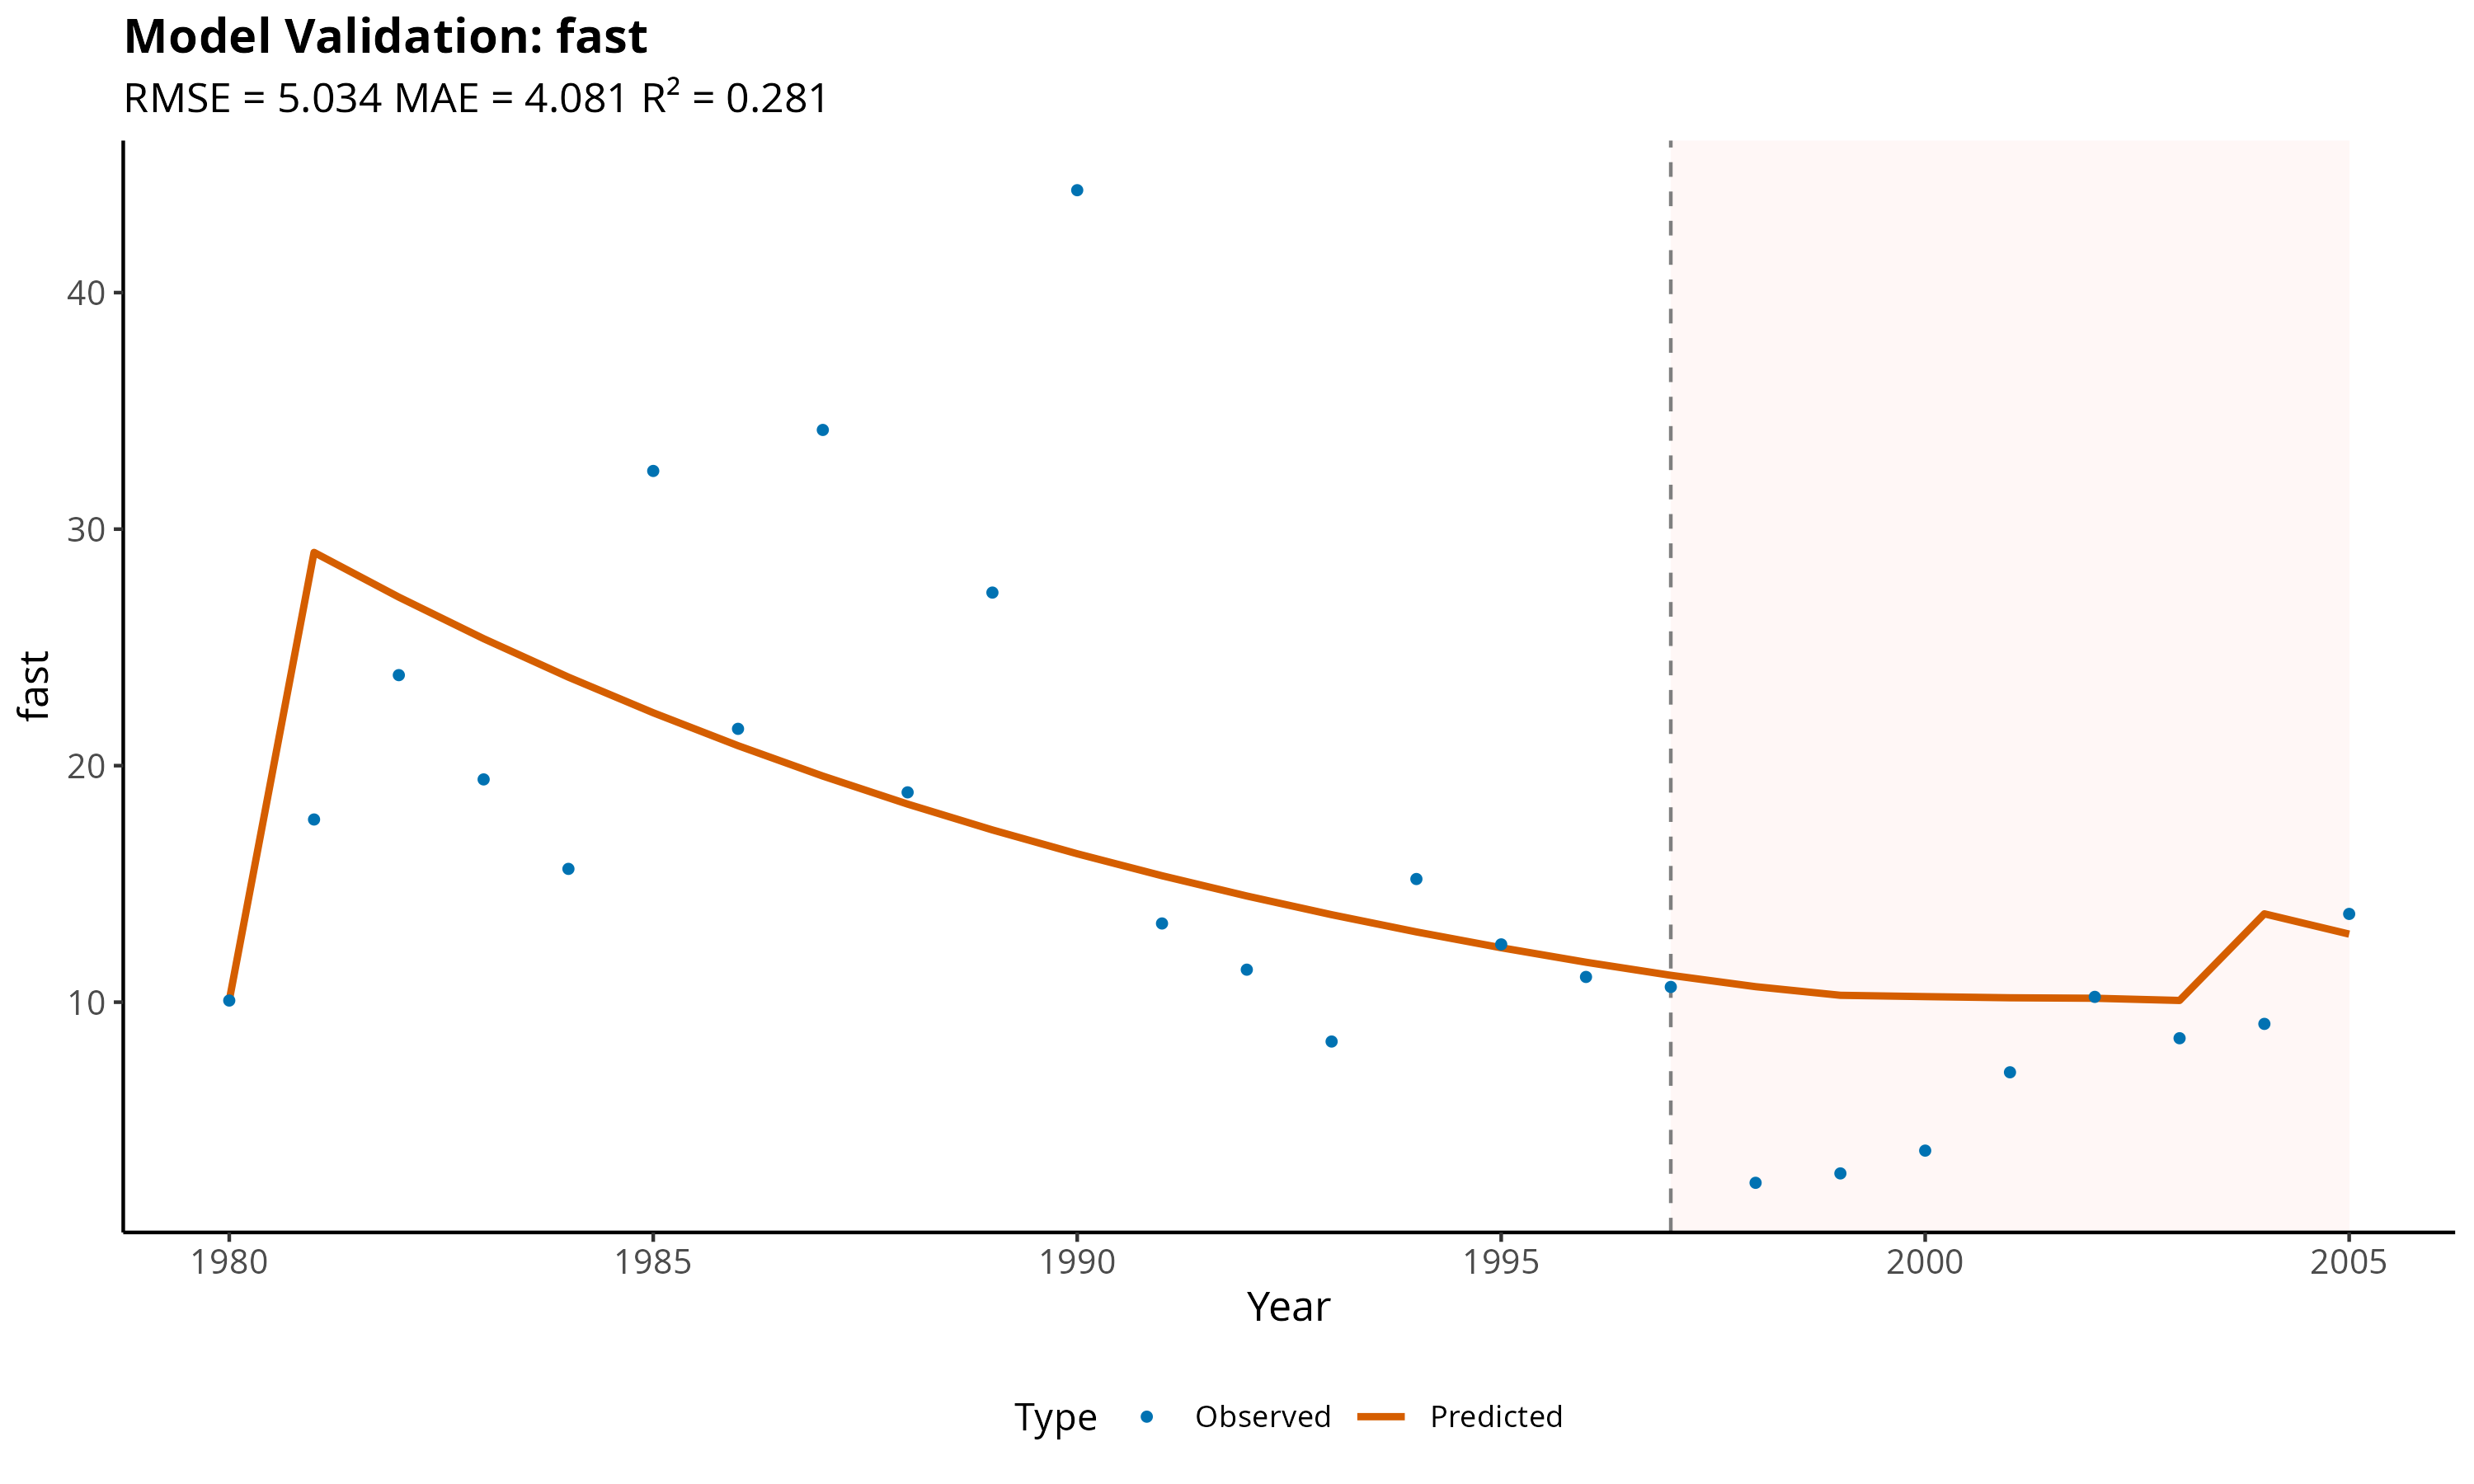 Model Validation: fast
RMSE = 5.034 MAE = 4.081 R² = 0.281
40
30
20
10
fast
1980 1985 1990 1995 2000 2005
Year
Type Observed Predicted